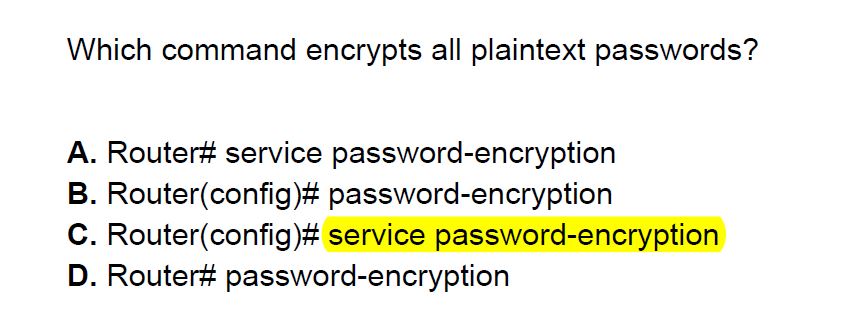 Which command encrypts all plaintext passwords?
A. Router# service password-encryption
B. Router(config)# password-encryption
C. Router(config)# service password-encryption
D. Router# password-encryption